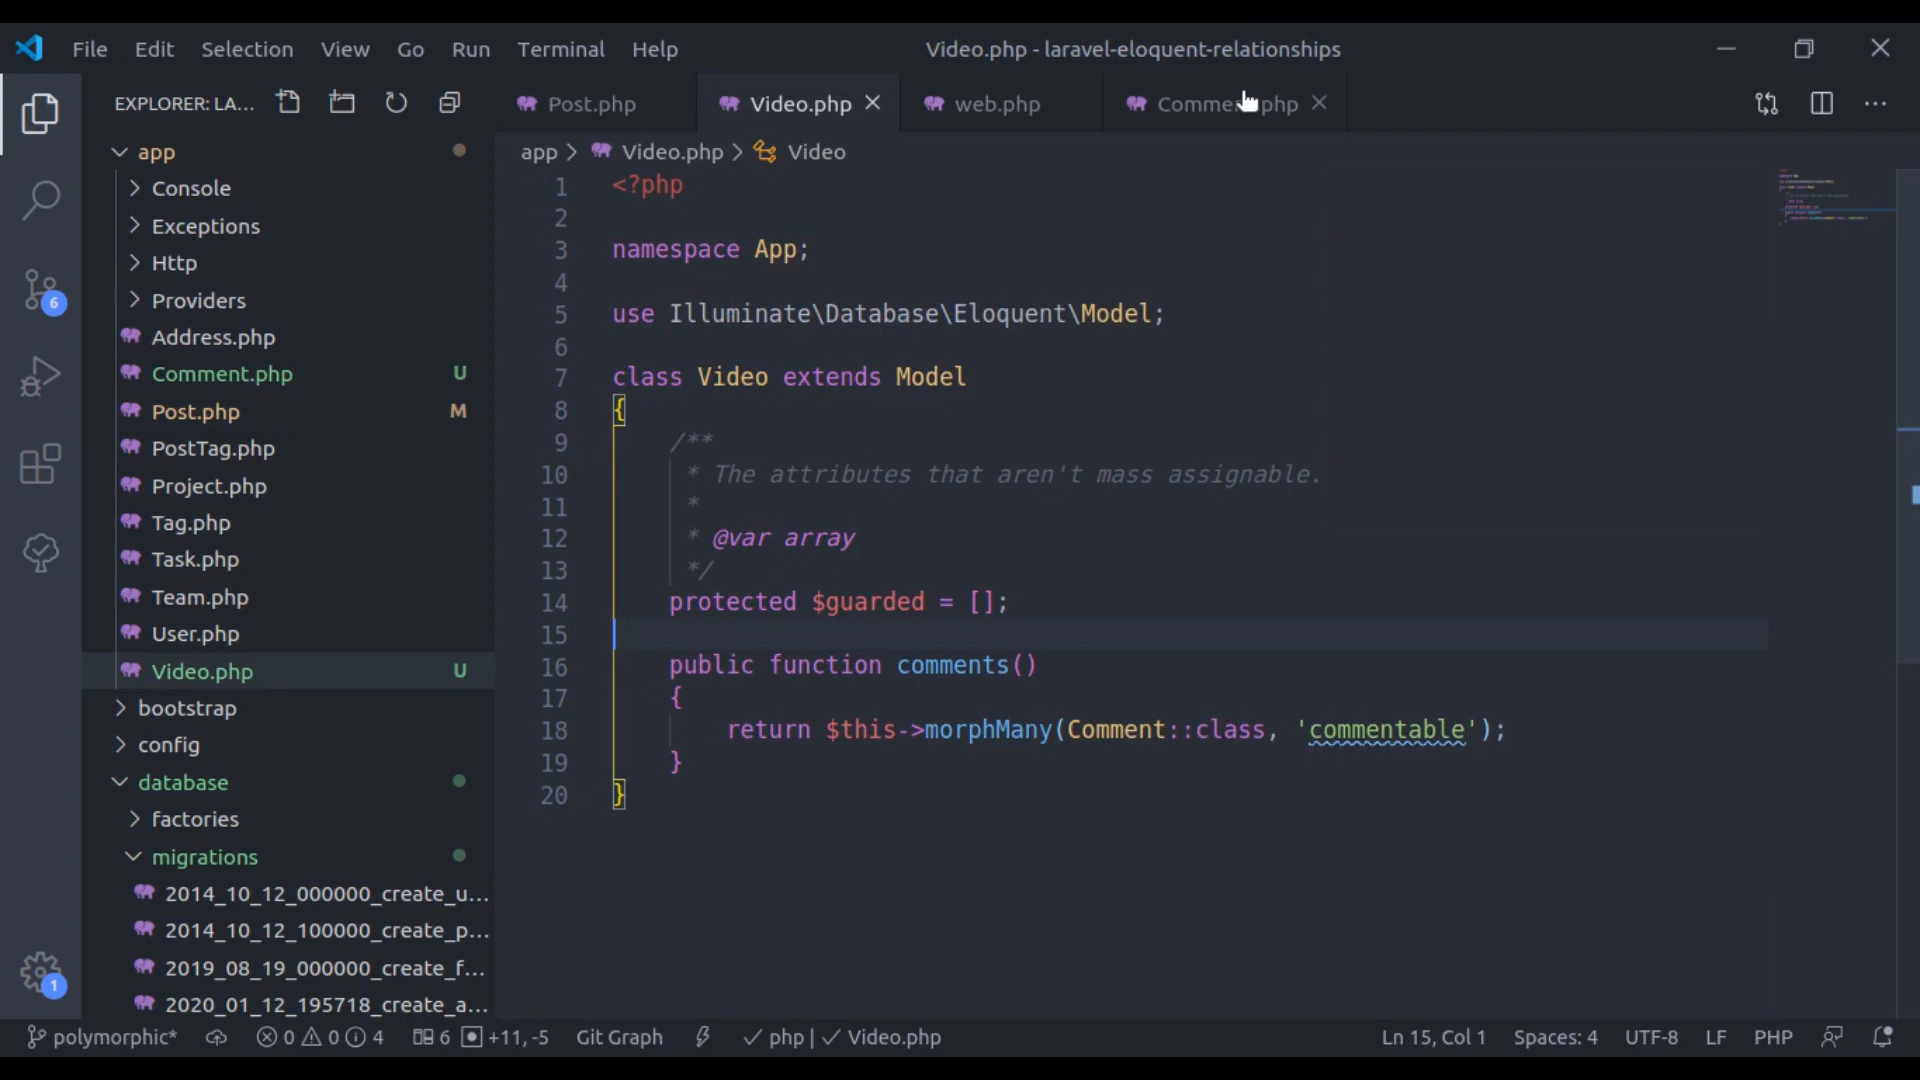 File Edit Selection View Go Run Terminal Help Video.php - laravel-eloquent-relationships
EXPLORER: LA...
Post.php Video.php web.php
app > Video.php > Video
app
Console
Exceptions
Http
Providers
Address.php
Comment.php U
Post.php M
PostTag.php
Project.php
Tag.php
Task.php
Team.php
User.php
Video.php U
bootstrap
config
database
factories
migrations
2014_10_12_000000_create_u...
2014_10_12_100000_create_p...
2019_08_19_000000_create_f...
2020_01_12_195718_create_a...
6
1
1 <?php
2
3 namespace App;
4
5 use Illuminate\Database\Eloquent\Model;
6
7 class Video extends Model
8 {
9 /**
10 * The attributes that aren't mass assignable.
11 *
12 * @var array
13 */
14 protected $guarded = [];
15
16 public function comments()
17 {
18 return $this->morphMany(Comment::class, 'commentable');
19 }
20 }
polymorphic* 0 0 4 6 +11, -5 Git Graph php | Video.php Ln 15, Col 1 Spaces: 4 UTF-8 LF PHP